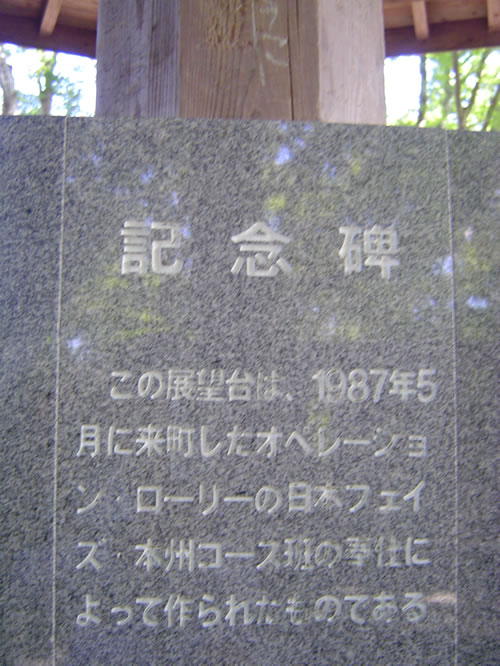 記念碑
この展望台は、1987年5
月に来町したオペレーショ
ン・ローリーの日本フェイ
ズ・本州コース班の奉仕に
よって作られたものである